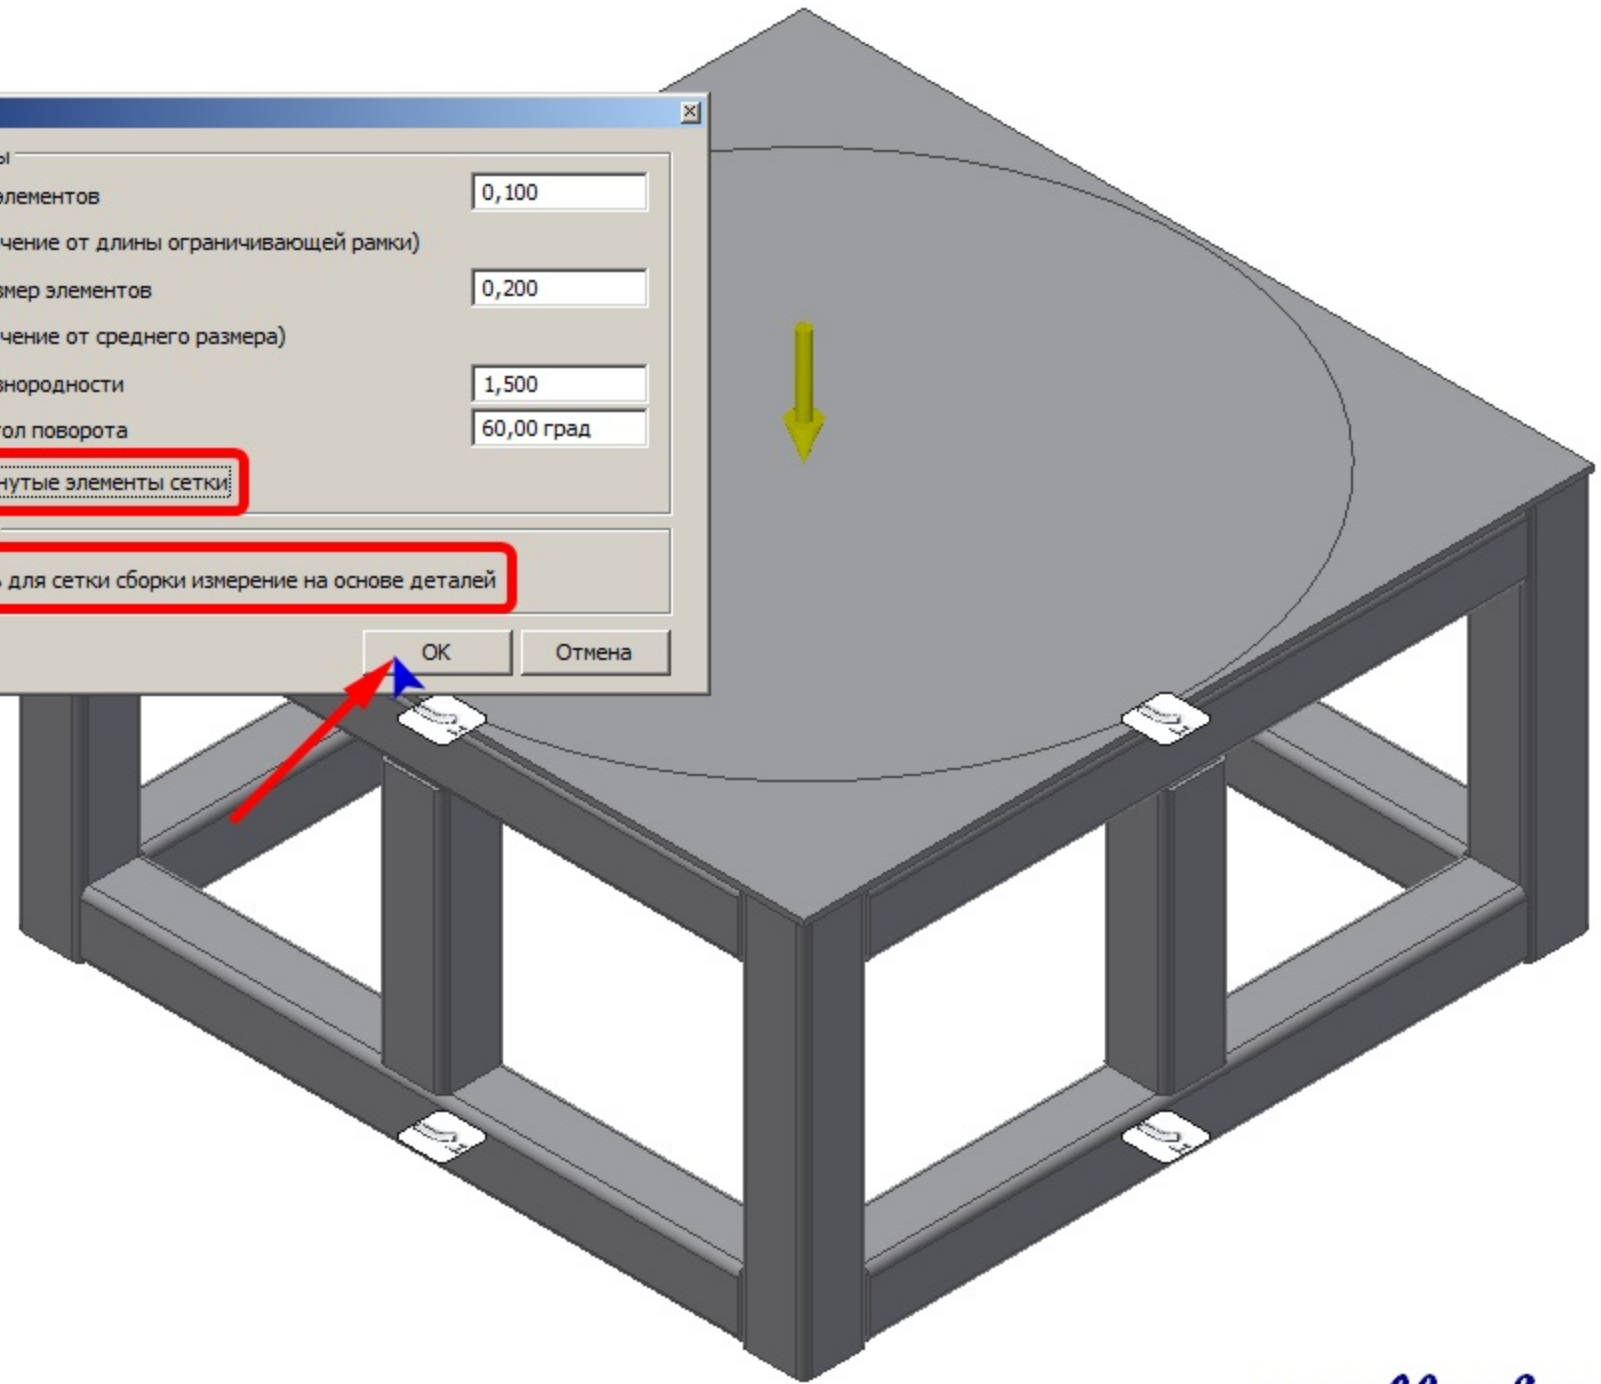 ы
элементов
0,100
чение от длины ограничивающей рамки)
змер элементов
0,200
чение от среднего размера)
знородности
1,500
гол поворота
60,00 град
нутые элементы сетки
ь для сетки сборки измерение на основе деталей
OK
Отмена